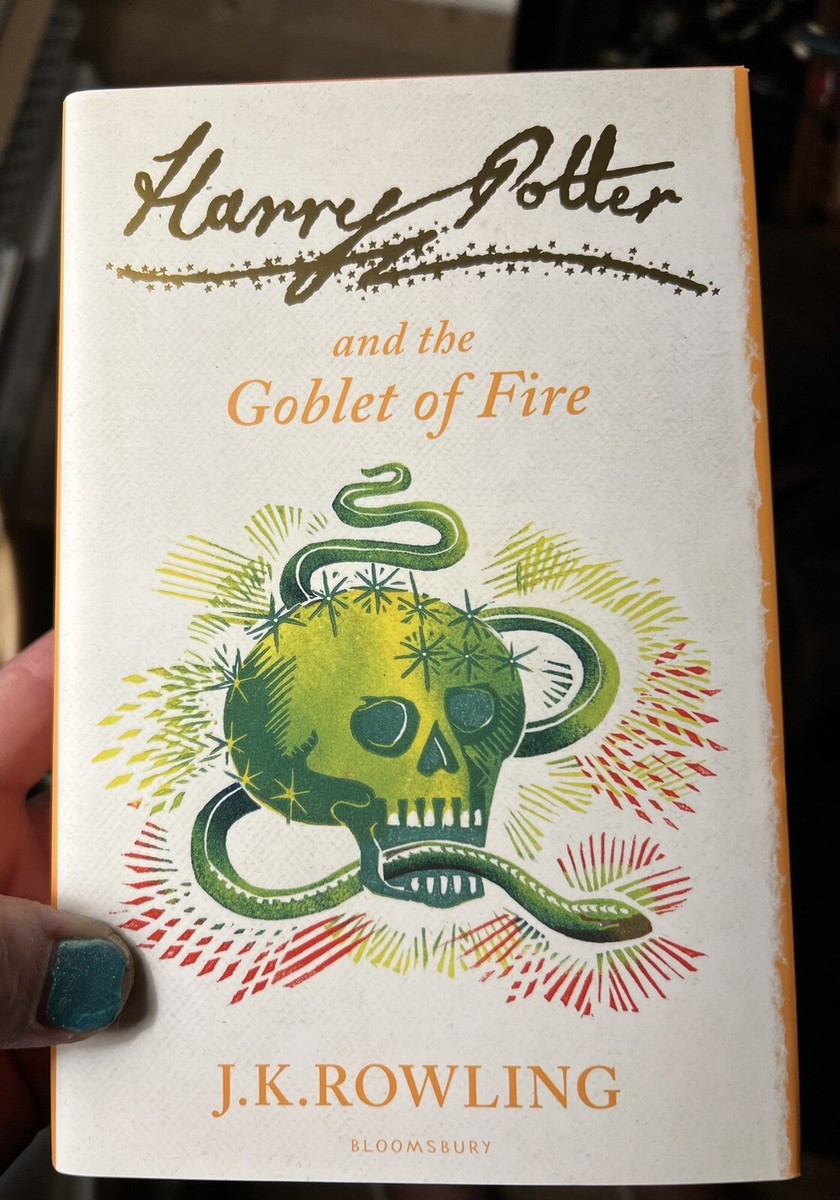 Harry Potter
and the
Goblet of Fire
J.K.ROWLING
BLOOMSBURY